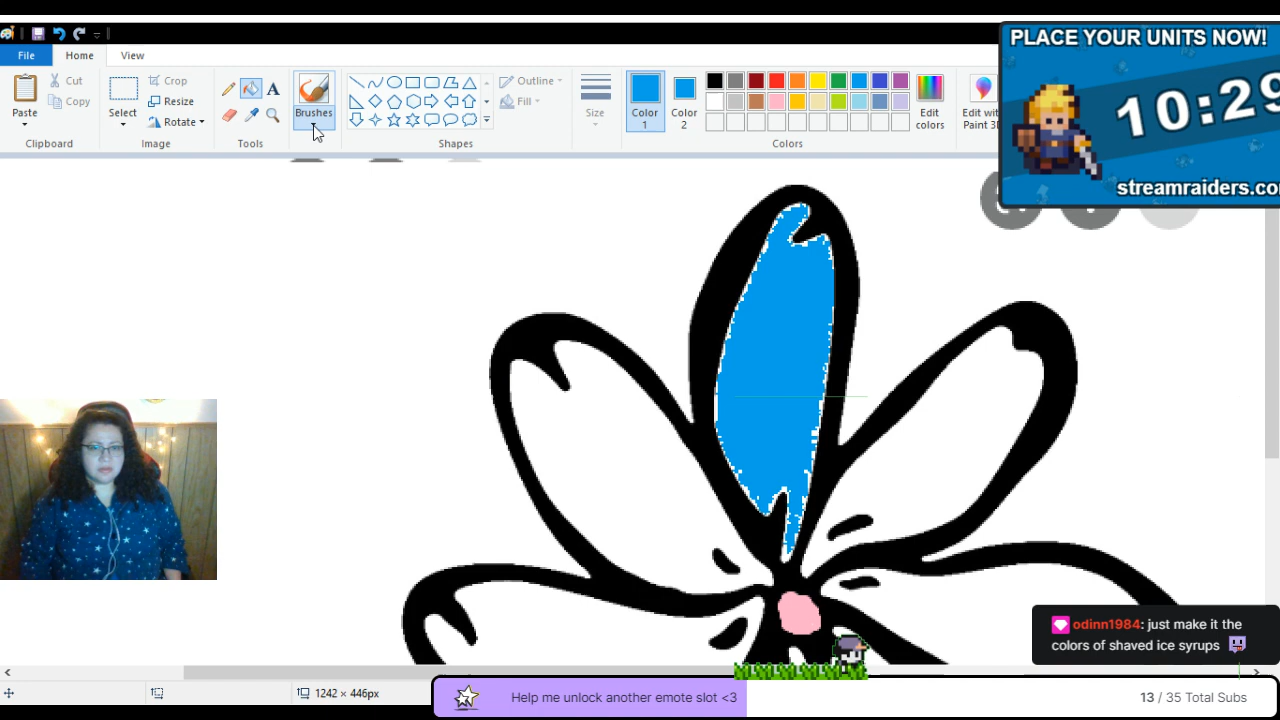 PLACE YOUR UNITS NOW!
File Home View
10:29
Paste
Cut
Copy
Clipboard
Select
Crop
Resize
Rotate
Image
Tools
Brushes
Shapes
Outline
Fill
Size
Color 1
Color 2
Edit colors
Edit with Paint 3D
Colors
streamraiders.co
odinn1984: just make it the
colors of shaved ice syrups
1242 × 446px
Help me unlock another emote slot <3
13 / 35 Total Subs